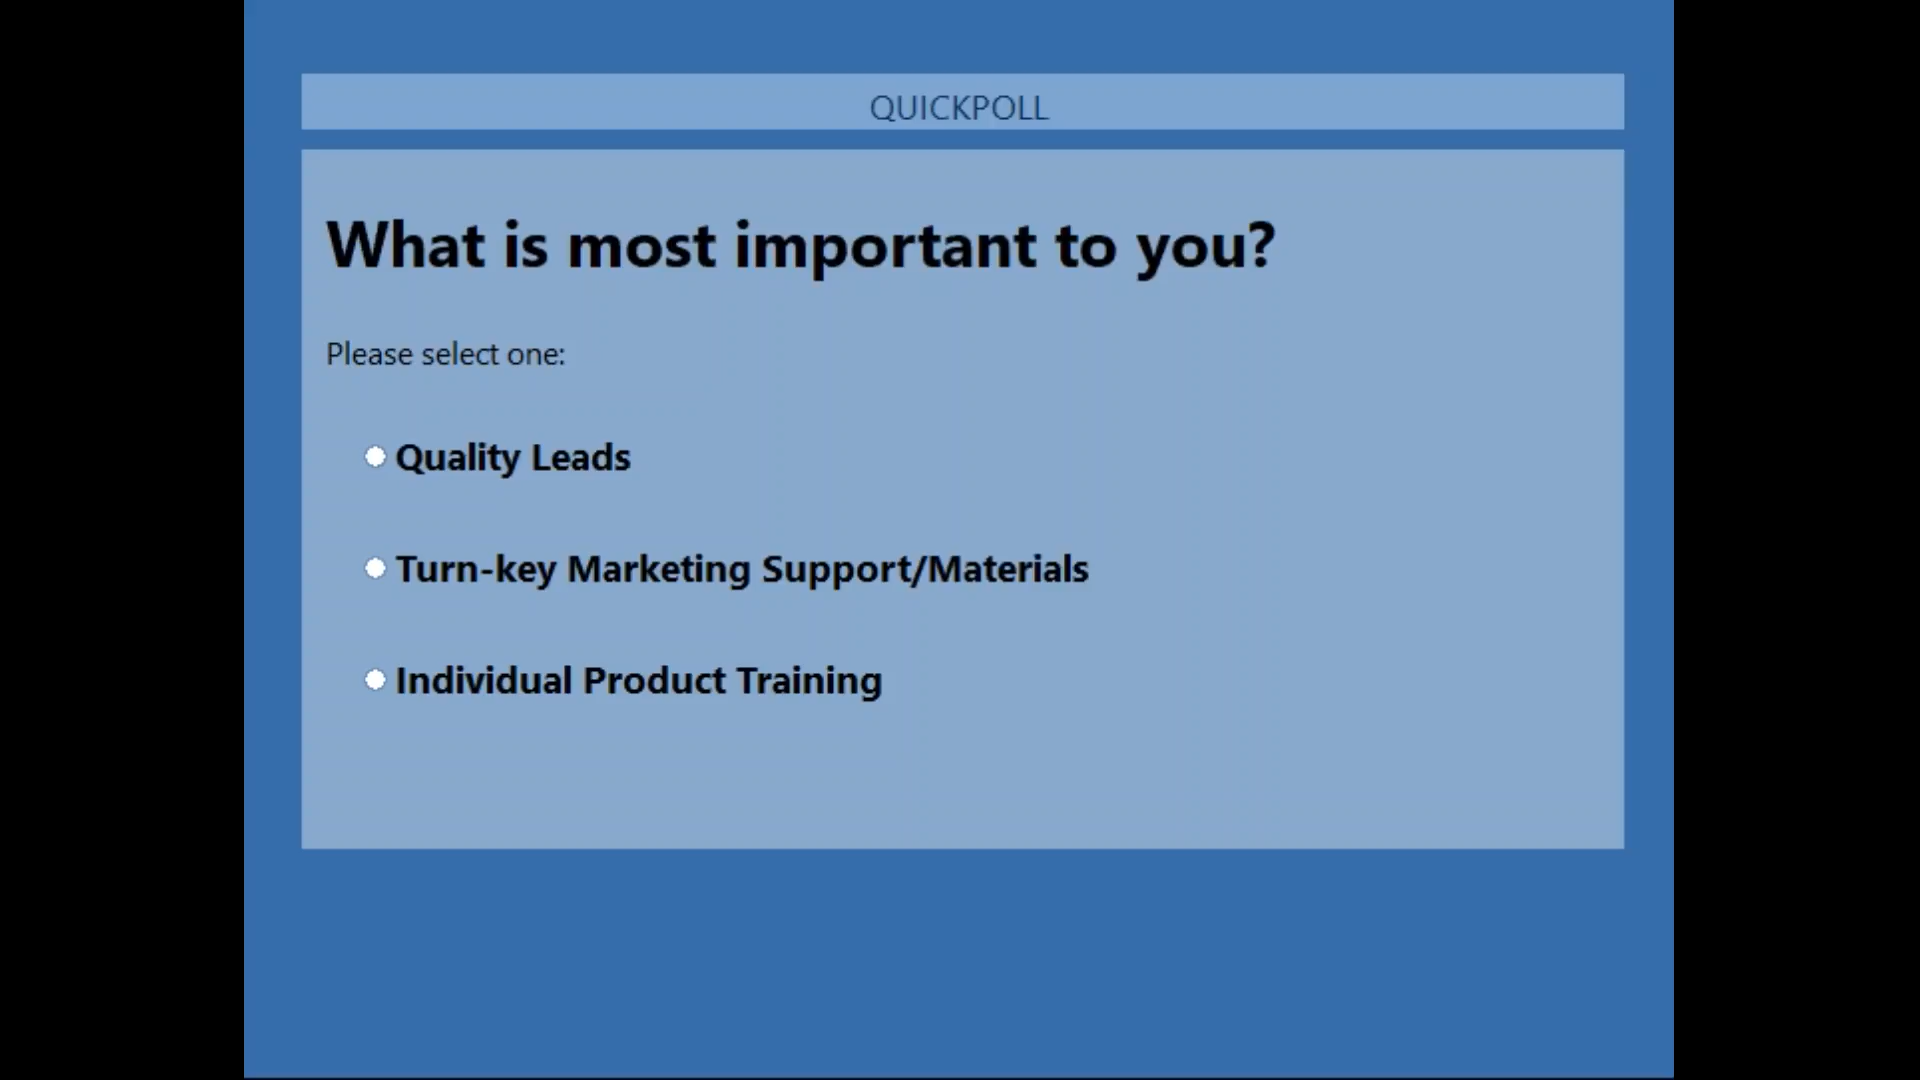 QUICKPOLL
What is most important to you?
Please select one:
Quality Leads
Turn-key Marketing Support/Materials
Individual Product Training